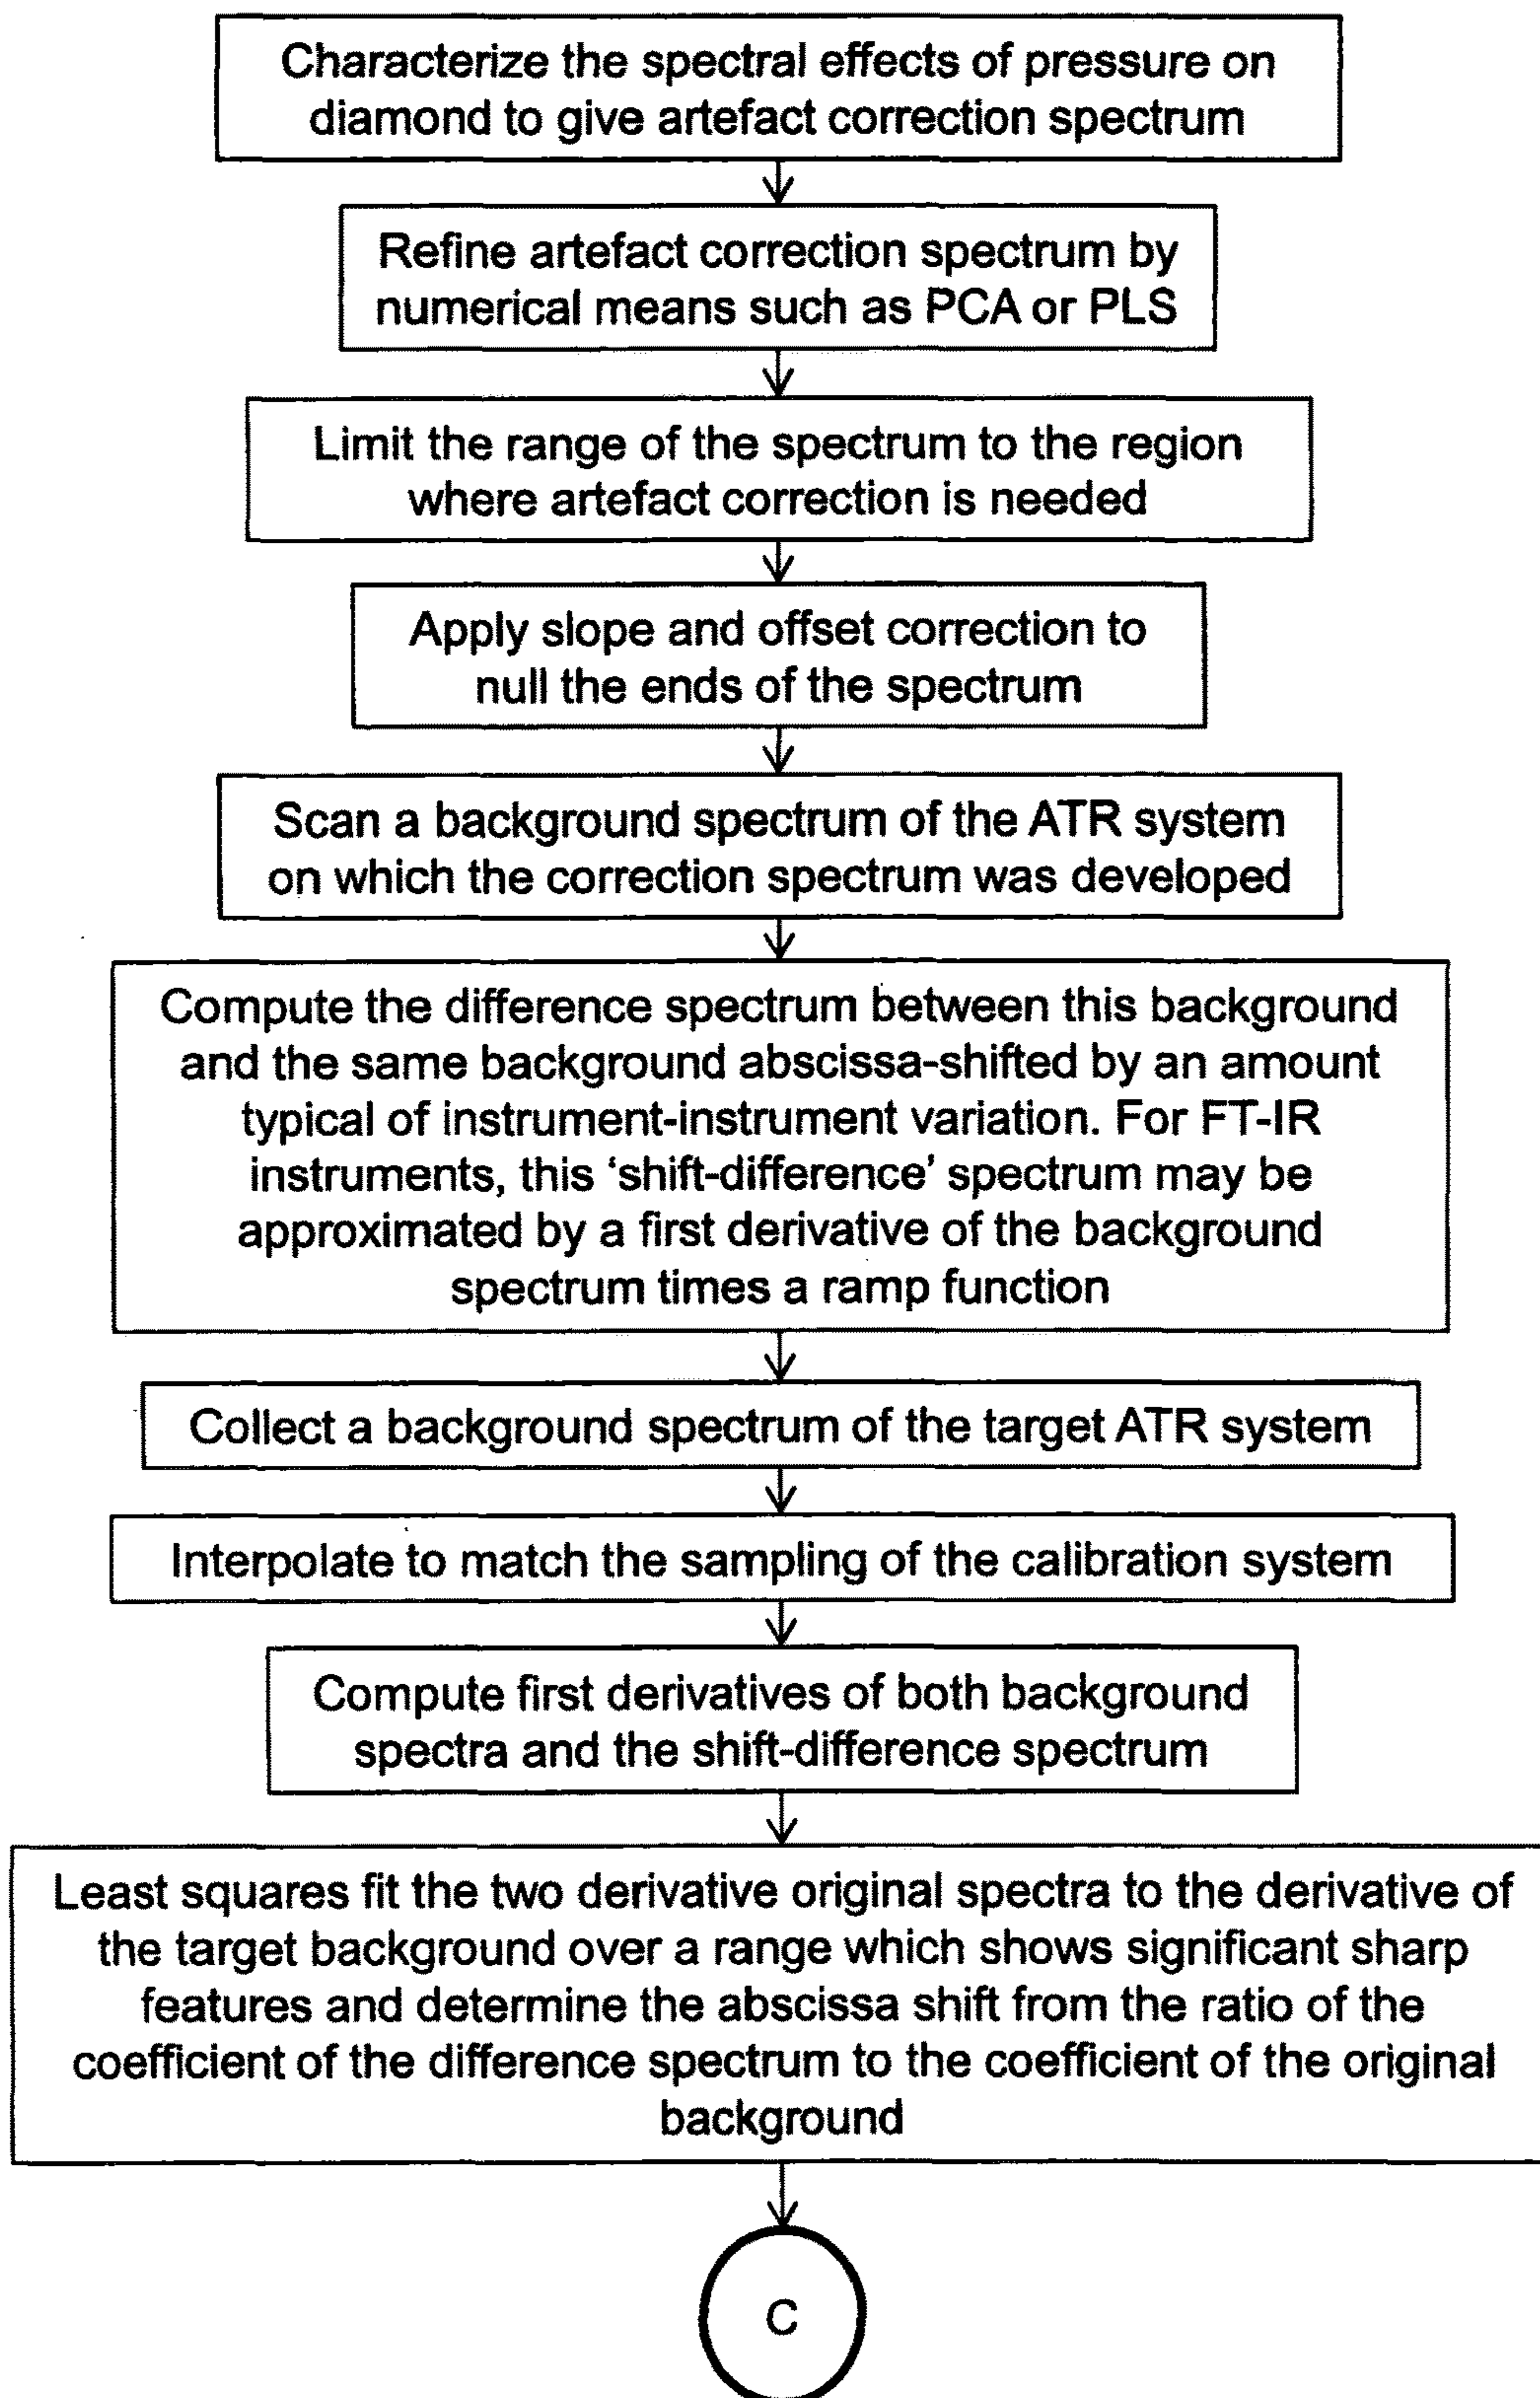 Characterize the spectral effects of pressure on
diamond to give artefact correction spectrum
Refine artefact correction spectrum by
numerical means such as PCA or PLS
Limit the range of the spectrum to the region
where artefact correction is needed
Apply slope and offset correction to
null the ends of the spectrum
Scan a background spectrum of the ATR system
on which the correction spectrum was developed
Compute the difference spectrum between this background
and the same background abscissa-shifted by an amount
typical of instrument-instrument variation. For FT-IR
instruments, this ‘shift-difference’ spectrum may be
approximated by a first derivative of the background
spectrum times a ramp function
Collect a background spectrum of the target ATR system
Interpolate to match the sampling of the calibration system
Compute first derivatives of both background
spectra and the shift-difference spectrum
Least squares fit the two derivative original spectra to the derivative of
the target background over a range which shows significant sharp
features and determine the abscissa shift from the ratio of the
coefficient of the difference spectrum to the coefficient of the original
background
C